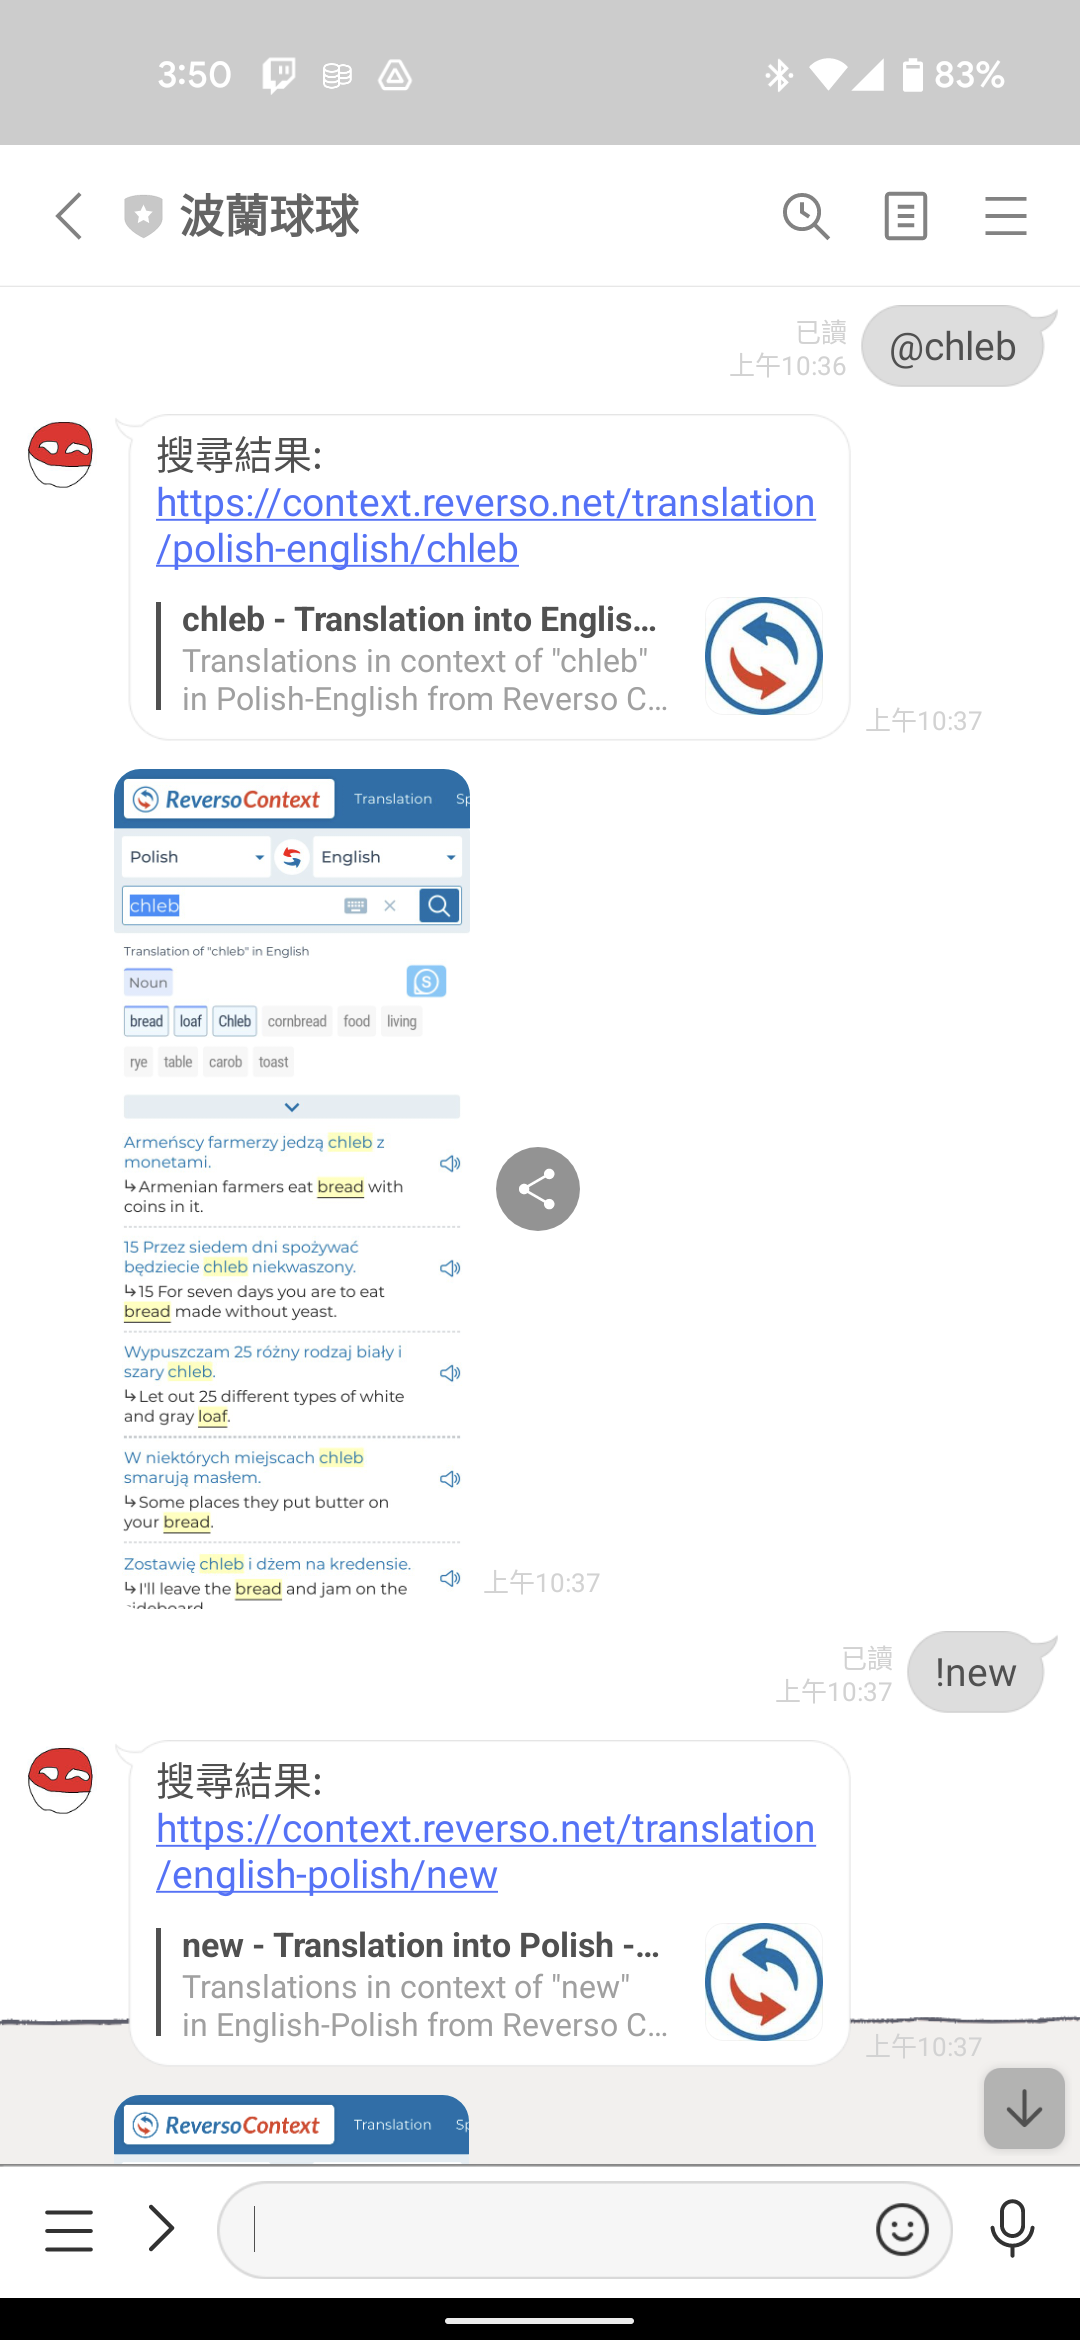 3:50
83%
波蘭球球
已讀
上午10:36
@chleb
搜尋結果:
https://context.reverso.net/translation
/polish-english/chleb
chleb - Translation into Englis...
Translations in context of "chleb"
in Polish-English from Reverso C...
上午10:37
ReversoContext
Translation
Sp
Polish
English
chleb
Translation of "chleb" in English
Noun
S
bread loaf Chleb cornbread food living
rye table carob toast
Armeńscy farmerzy jedzą chleb z
monetami.
↳Armenian farmers eat bread with
coins in it.
15 Przez siedem dni spożywać
będziecie chleb niekwaszony.
↳15 For seven days you are to eat
bread made without yeast.
Wypuszczam 25 różny rodzaj biały i
szary chleb.
↳Let out 25 different types of white
and gray loaf.
W niektórych miejscach chleb
smarują masłem.
↳Some places they put butter on
your bread.
Zostawię chleb i dżem na kredensie.
↳I'll leave the bread and jam on the
sideboard
上午10:37
已讀
上午10:37
!new
搜尋結果:
https://context.reverso.net/translation
/english-polish/new
new - Translation into Polish -...
Translations in context of "new"
in English-Polish from Reverso C...
上午10:37
ReversoContext
Translation
Sp